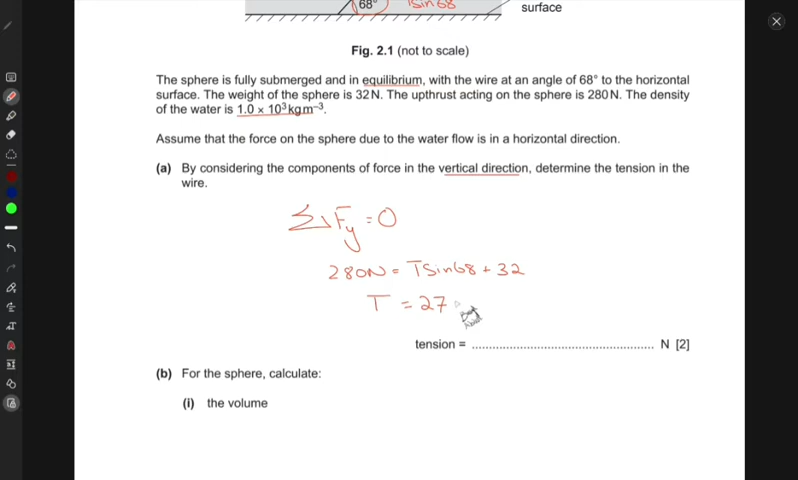 68°
Tsin68
surface
Fig. 2.1 (not to scale)
The sphere is fully submerged and in equilibrium, with the wire at an angle of 68° to the horizontal
surface. The weight of the sphere is 32 N. The upthrust acting on the sphere is 280 N. The density
of the water is 1.0 × 10³ kg m⁻³.
Assume that the force on the sphere due to the water flow is in a horizontal direction.
(a) By considering the components of force in the vertical direction, determine the tension in the
wire.
ΣFy = 0
280N = Tsin68 + 32
T = 27
tension = .......................................................... N [2]
(b) For the sphere, calculate:
(i) the volume